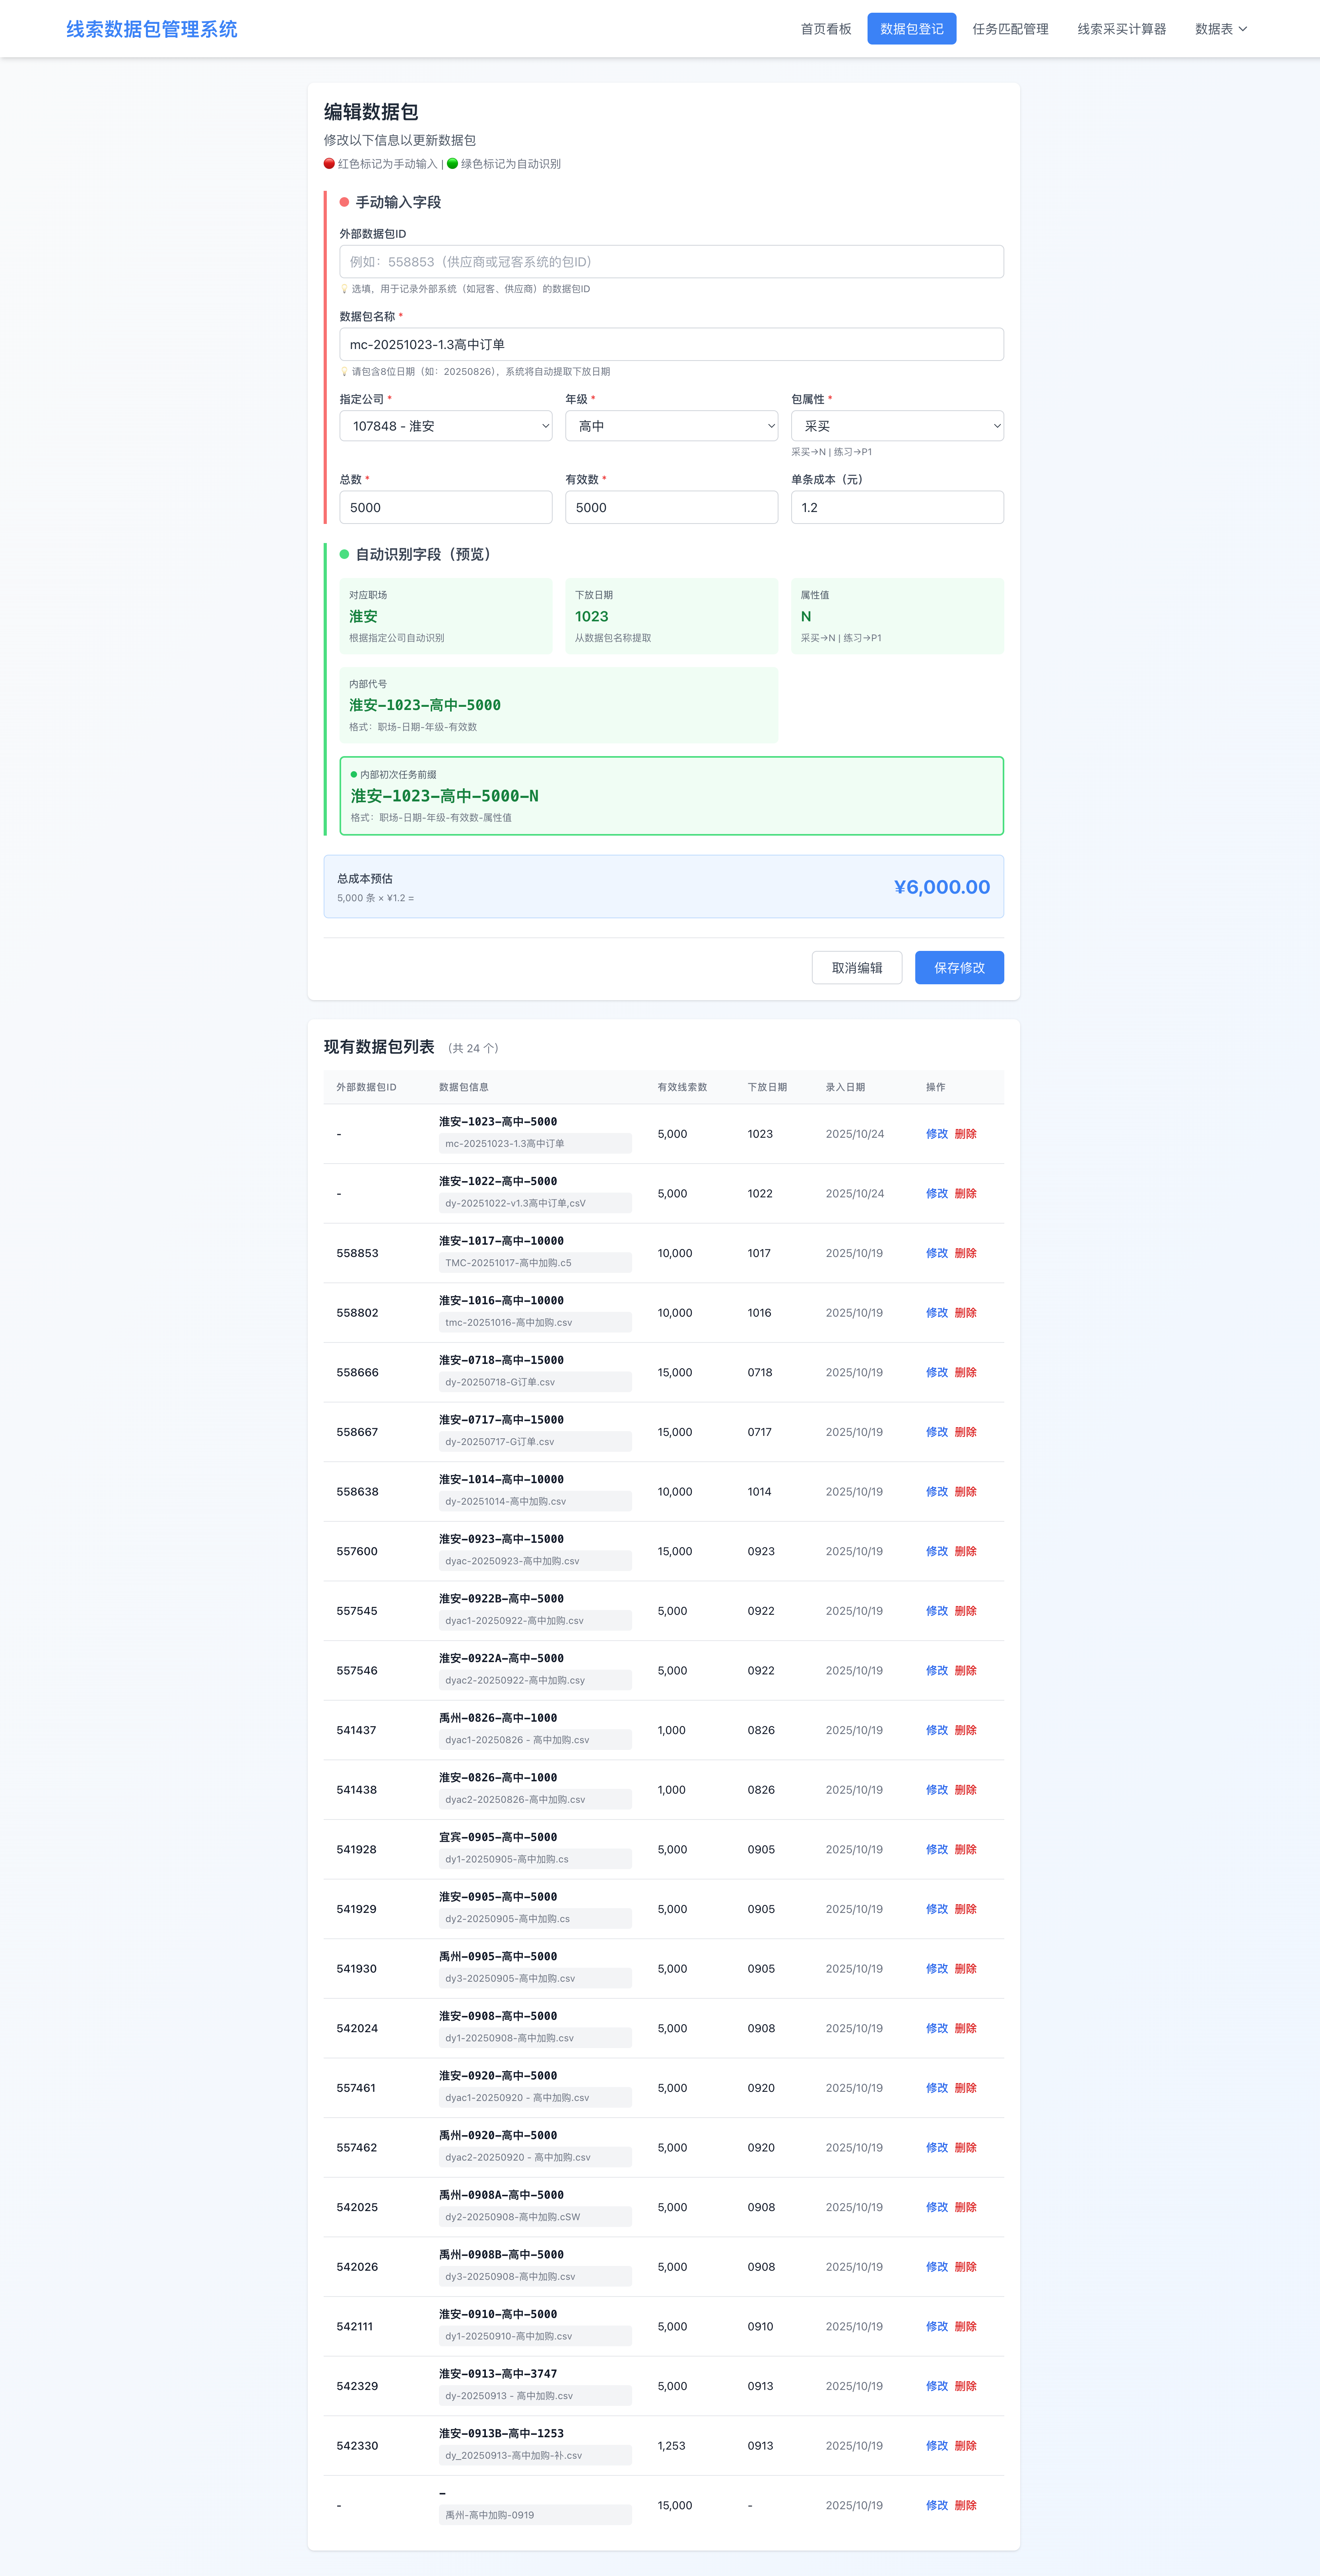 线索数据包管理系统
首页看板 数据包登记 任务匹配管理 线索采买计算器 数据表
编辑数据包
修改以下信息以更新数据包
红色标记为手动输入 | 绿色标记为自动识别
手动输入字段
外部数据包ID
例如：558853（供应商或冠客系统的包ID）
选填，用于记录外部系统（如冠客、供应商）的数据包ID
数据包名称 *
mc-20251023-1.3高中订单
请包含8位日期（如：20250826），系统将自动提取下放日期
指定公司 * 年级 * 包属性 *
107848 - 淮安 高中 采买
采买→N | 练习→P1
总数 * 有效数 * 单条成本（元）
5000 5000 1.2
自动识别字段（预览）
对应职场 下放日期 属性值
淮安 1023 N
根据指定公司自动识别 从数据包名称提取 采买→N | 练习→P1
内部代号
淮安-1023-高中-5000
格式：职场-日期-年级-有效数
内部初次任务前缀
淮安-1023-高中-5000-N
格式：职场-日期-年级-有效数-属性值
总成本预估
5,000 条 × ¥1.2 =
¥6,000.00
取消编辑 保存修改
现有数据包列表 （共 24 个）
外部数据包ID 数据包信息 有效线索数 下放日期 录入日期 操作
淮安-1023-高中-5000
- 5,000 1023 2025/10/24 修改 删除
mc-20251023-1.3高中订单
淮安-1022-高中-5000
- 5,000 1022 2025/10/24 修改 删除
dy-20251022-v1.3高中订单,csV
淮安-1017-高中-10000
558853 10,000 1017 2025/10/19 修改 删除
TMC-20251017-高中加购.c5
淮安-1016-高中-10000
558802 10,000 1016 2025/10/19 修改 删除
tmc-20251016-高中加购.csv
淮安-0718-高中-15000
558666 15,000 0718 2025/10/19 修改 删除
dy-20250718-G订单.csv
淮安-0717-高中-15000
558667 15,000 0717 2025/10/19 修改 删除
dy-20250717-G订单.csv
淮安-1014-高中-10000
558638 10,000 1014 2025/10/19 修改 删除
dy-20251014-高中加购.csv
淮安-0923-高中-15000
557600 15,000 0923 2025/10/19 修改 删除
dyac-20250923-高中加购.csv
淮安-0922B-高中-5000
557545 5,000 0922 2025/10/19 修改 删除
dyac1-20250922-高中加购.csv
淮安-0922A-高中-5000
557546 5,000 0922 2025/10/19 修改 删除
dyac2-20250922-高中加购.csy
禹州-0826-高中-1000
541437 1,000 0826 2025/10/19 修改 删除
dyac1-20250826 - 高中加购.csv
淮安-0826-高中-1000
541438 1,000 0826 2025/10/19 修改 删除
dyac2-20250826-高中加购.csv
宜宾-0905-高中-5000
541928 5,000 0905 2025/10/19 修改 删除
dy1-20250905-高中加购.cs
淮安-0905-高中-5000
541929 5,000 0905 2025/10/19 修改 删除
dy2-20250905-高中加购.cs
禹州-0905-高中-5000
541930 5,000 0905 2025/10/19 修改 删除
dy3-20250905-高中加购.csv
淮安-0908-高中-5000
542024 5,000 0908 2025/10/19 修改 删除
dy1-20250908-高中加购.csv
淮安-0920-高中-5000
557461 5,000 0920 2025/10/19 修改 删除
dyac1-20250920 - 高中加购.csv
禹州-0920-高中-5000
557462 5,000 0920 2025/10/19 修改 删除
dyac2-20250920 - 高中加购.csv
禹州-0908A-高中-5000
542025 5,000 0908 2025/10/19 修改 删除
dy2-20250908-高中加购.cSW
禹州-0908B-高中-5000
542026 5,000 0908 2025/10/19 修改 删除
dy3-20250908-高中加购.csv
淮安-0910-高中-5000
542111 5,000 0910 2025/10/19 修改 删除
dy1-20250910-高中加购.csv
淮安-0913-高中-3747
542329 5,000 0913 2025/10/19 修改 删除
dy-20250913 - 高中加购.csv
淮安-0913B-高中-1253
542330 1,253 0913 2025/10/19 修改 删除
dy_20250913-高中加购-补.csv
-
- 15,000 - 2025/10/19 修改 删除
禹州-高中加购-0919